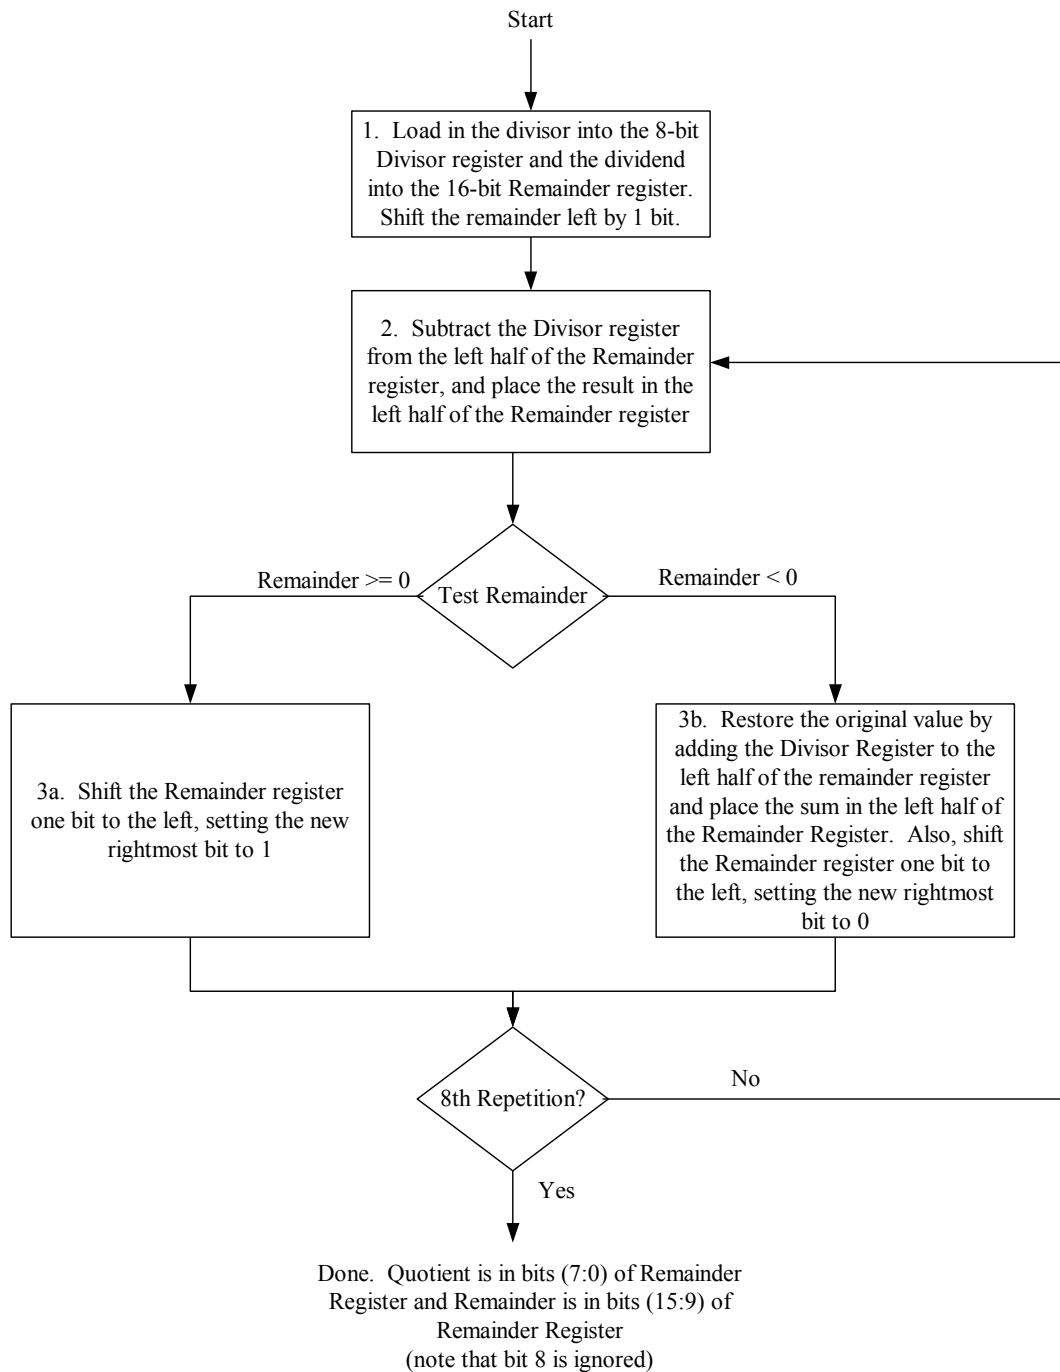 Start
1. Load in the divisor into the 8-bit
Divisor register and the dividend
into the 16-bit Remainder register.
Shift the remainder left by 1 bit.
2. Subtract the Divisor register
from the left half of the Remainder
register, and place the result in the
left half of the Remainder register
Remainder >= 0
Test Remainder
Remainder < 0
3a. Shift the Remainder register
one bit to the left, setting the new
rightmost bit to 1
3b. Restore the original value by
adding the Divisor Register to the
left half of the remainder register
and place the sum in the left half of
the Remainder Register. Also, shift
the Remainder register one bit to
the left, setting the new rightmost
bit to 0
8th Repetition?
No
Yes
Done. Quotient is in bits (7:0) of Remainder
Register and Remainder is in bits (15:9) of
Remainder Register
(note that bit 8 is ignored)